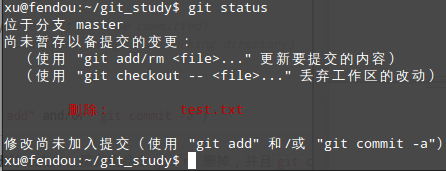 xu@fendou:~/git_study$ git status
位于分支 master
尚未暂存以备提交的变更：
（使用 "git add/rm <file>..." 更新要提交的内容）
（使用 "git checkout -- <file>..." 丢弃工作区的改动）
删除： test.txt
修改尚未加入提交（使用 "git add" 和/或 "git commit -a"）
xu@fendou:~/git_study$